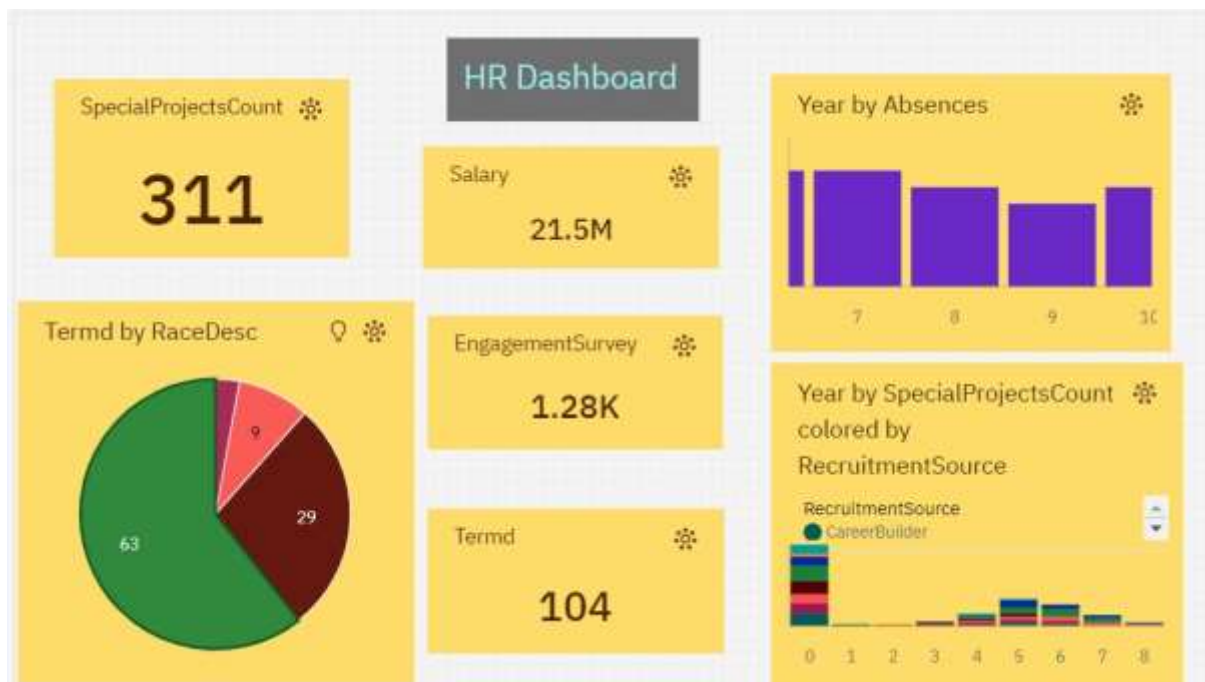 HR Dashboard
SpecialProjectsCount
311
Salary
21.5M
Year by Absences
7 8 9 10
Termd by RaceDesc
9
29
63
EngagementSurvey
1.28K
Termd
104
Year by SpecialProjectsCount
colored by
RecruitmentSource
RecruitmentSource
CareerBuilder
0 1 2 3 4 5 6 7 8